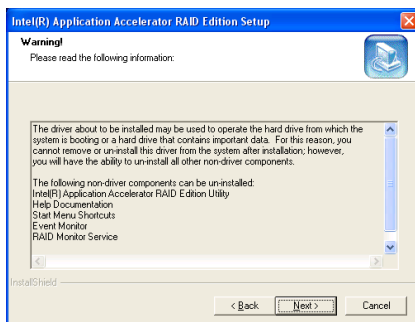 Intel(R) Application Accelerator RAID Edition Setup
Warning!
Please read the following information:
The driver about to be installed may be used to operate the hard drive from which the
system is booting or a hard drive that contains important data. For this reason, you
cannot remove or un-install this driver from the system after installation; however,
you will have the ability to un-install all other non-driver components.
The following non-driver components can be un-installed:
Intel(R) Application Accelerator RAID Edition Utility
Help Documentation
Start Menu Shortcuts
Event Monitor
RAID Monitor Service
InstallShield
< Back
Next >
Cancel